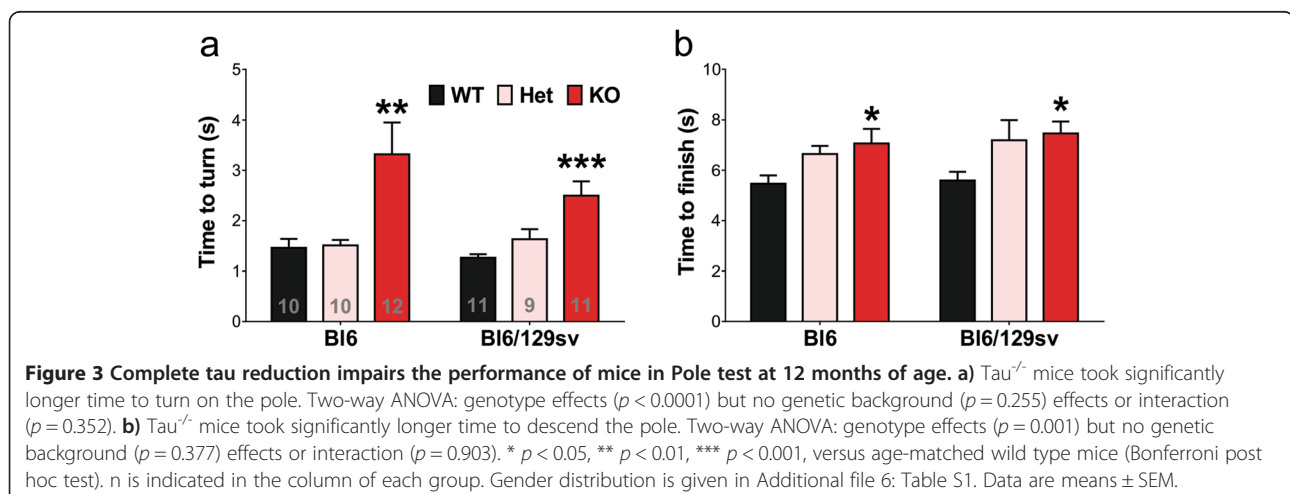 a
b
5
4
3
2
1
0
Time to turn (s)
WT Het KO
**
***
10 10 12 11 9 11
Bl6 Bl6/129sv
10
8
6
4
2
0
Time to finish (s)
*
*
Bl6 Bl6/129sv
Figure 3 Complete tau reduction impairs the performance of mice in Pole test at 12 months of age. a) Tau-/- mice took significantly
longer time to turn on the pole. Two-way ANOVA: genotype effects (p < 0.0001) but no genetic background (p = 0.255) effects or interaction
(p = 0.352). b) Tau-/- mice took significantly longer time to descend the pole. Two-way ANOVA: genotype effects (p = 0.001) but no genetic
background (p = 0.377) effects or interaction (p = 0.903). * p < 0.05, ** p < 0.01, *** p < 0.001, versus age-matched wild type mice (Bonferroni post
hoc test). n is indicated in the column of each group. Gender distribution is given in Additional file 6: Table S1. Data are means ± SEM.